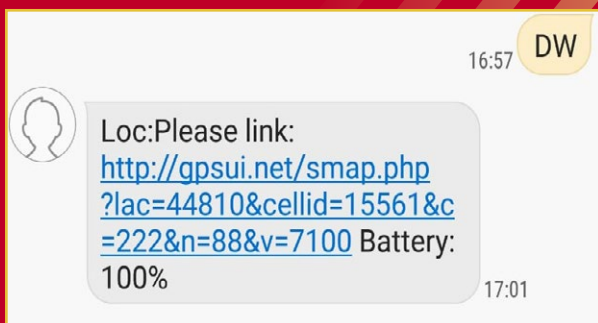 DW
16:57
Loc:Please link:
http://gpsui.net/smap.php
?lac=44810&cellid=15561&c
=222&n=88&v=7100 Battery:
100%
17:01